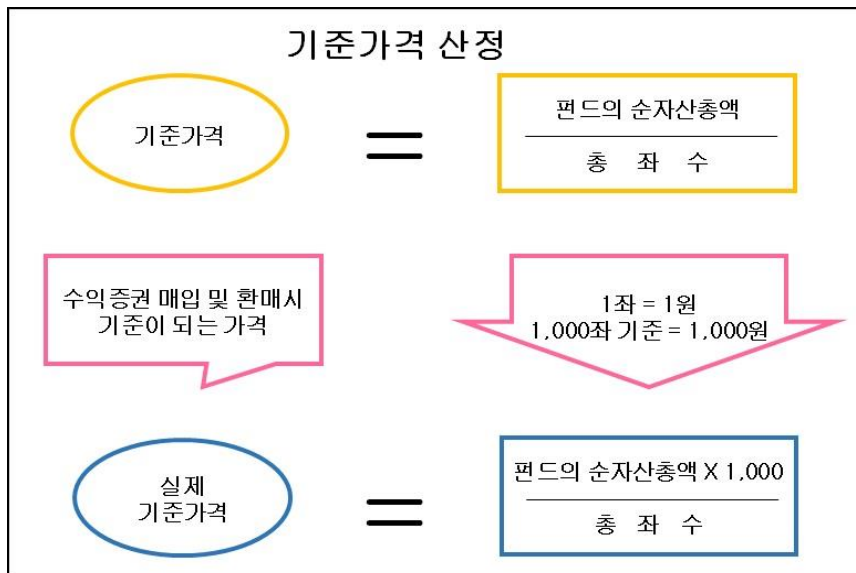 기준가격 산정
기준가격
=
펀드의 순자산총액
총 좌 수
수익증권 매입 및 환매시
기준이 되는 가격
1좌 = 1원
1,000좌 기준 = 1,000원
실제
기준가격
=
펀드의 순자산총액 X 1,000
총 좌 수